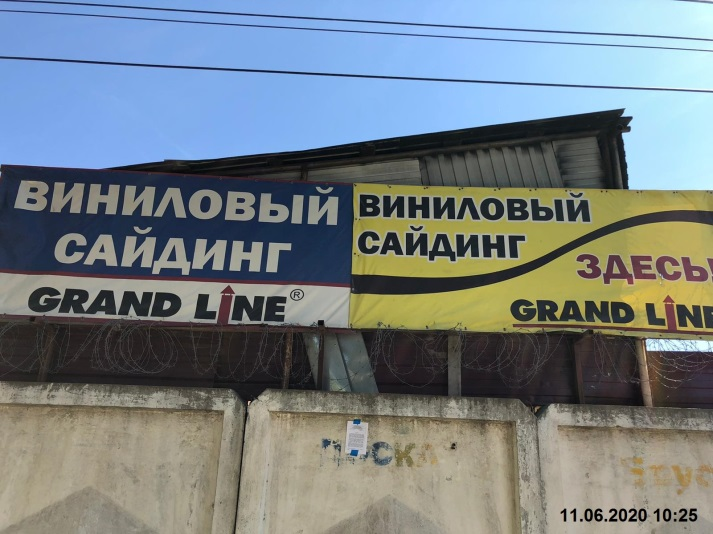 ВИНИЛОВЫЙ
САЙДИНГ
GRAND LINE®
ВИНИЛОВЫЙ
САЙДИНГ
ЗДЕСЬ!
GRAND LINE
11.06.2020 10:25